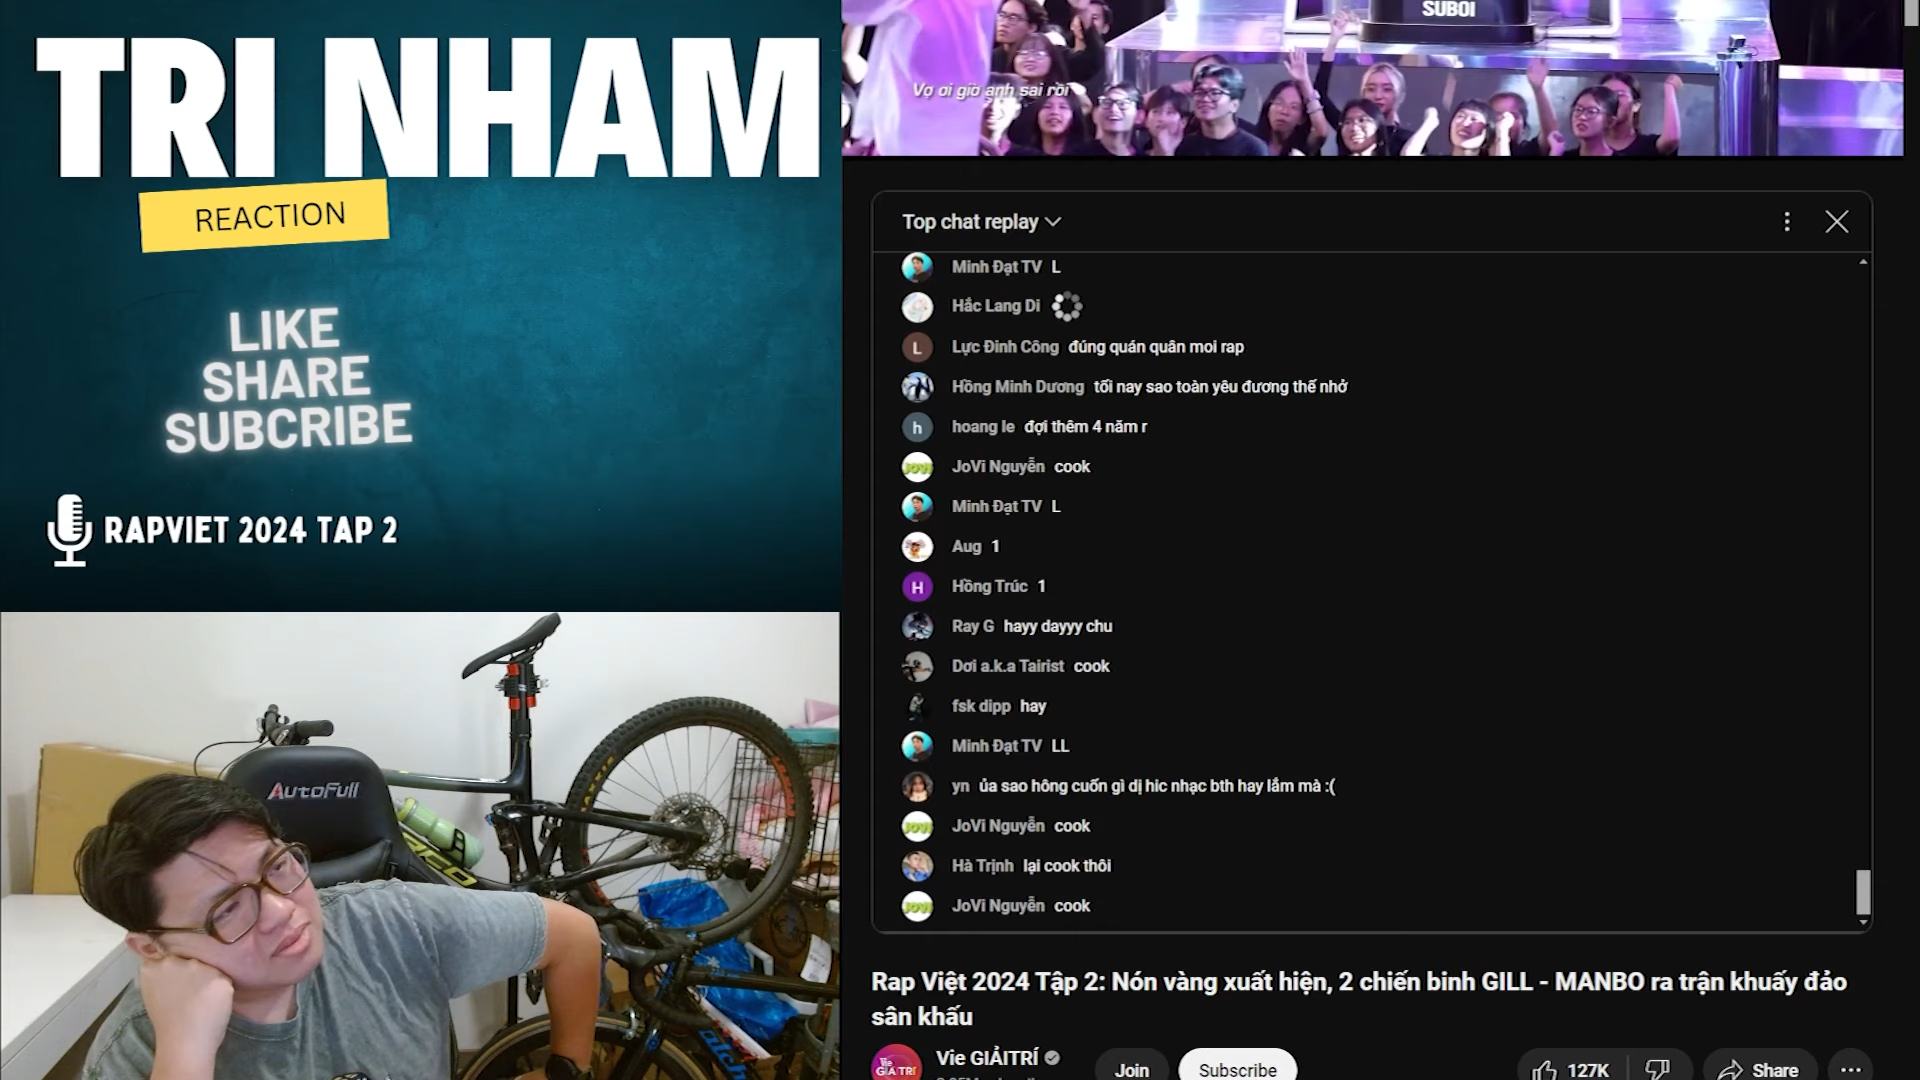 TRI NHAM
REACTION
LIKE
SHARE
SUBCRIBE
RAPVIET 2024 TAP 2
AutoFull
SUBOI
Vợ ơi giờ anh sai rồi
Top chat replay
Minh Đạt TV L
Hắc Lang Di
L Lực Đinh Công đúng quán quân moi rap
Hồng Minh Dương tối nay sao toàn yêu đương thế nhở
h hoang le đợi thêm 4 năm r
JoVi Nguyễn cook
Minh Đạt TV L
Aug 1
H Hồng Trúc 1
Ray G hayy dayyy chu
Dơi a.k.a Tairist cook
fsk dipp hay
Minh Đạt TV LL
yn ủa sao hông cuốn gì dị hic nhạc bth hay lắm mà :(
JoVi Nguyễn cook
Hà Trịnh lại cook thôi
JoVi Nguyễn cook
Rap Việt 2024 Tập 2: Nón vàng xuất hiện, 2 chiến binh GILL - MANBO ra trận khuấy đảo
sân khấu
Vie GIẢITRÍ
Join
Subscribe
127K
Share